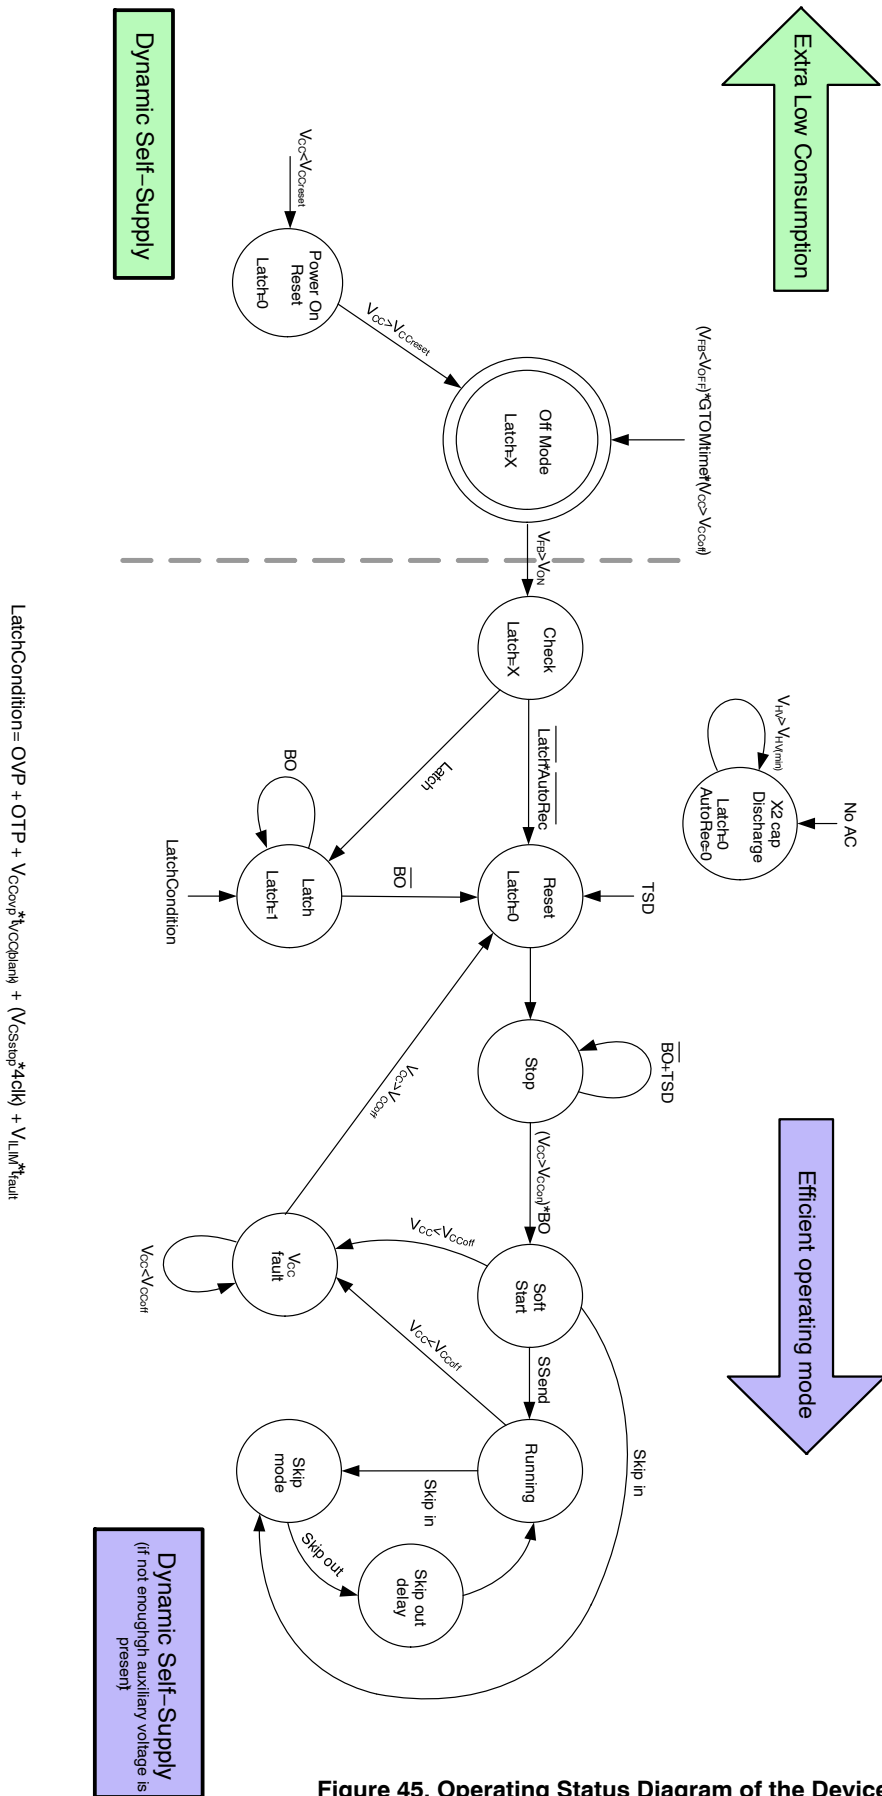 Extra Low Consumption
Dynamic Self-Supply
VCC<VCCreset
Power On
Reset
Latch=0
VCC>VCCreset
(VFB<VOFF)*GTOMtimer*(VCC>VCCoff)
Off Mode
Latch=X
VFB>VON
Check
Latch=X
Latch*AutoRec
Latch
VHV>VHV(min)
No AC
X2 cap
Discharge
Latch=0
AutoRec=0
BO
LatchCondition
Latch
Latch=1
BO
TSD
Reset
Latch=0
Stop
BO+TSD
(VCC>VCCon)*BO
VCC>VCCoff
VCC<VCCoff
VCC
fault
VCC<VCCoff
Soft
Start
SSend
VCC<VCCoff
Running
Skip in
Skip in
Skip
mode
Skip out
Skip out
delay
Efficient operating mode
Dynamic Self-Supply
(if not enoughgh auxiliary voltage is
present)
LatchCondition= OVP + OTP + VCCovp*tVCC(blank) + (VCSstop*4clk) + VILIM*tfault
Figure 45. Operating Status Diagram of the Device